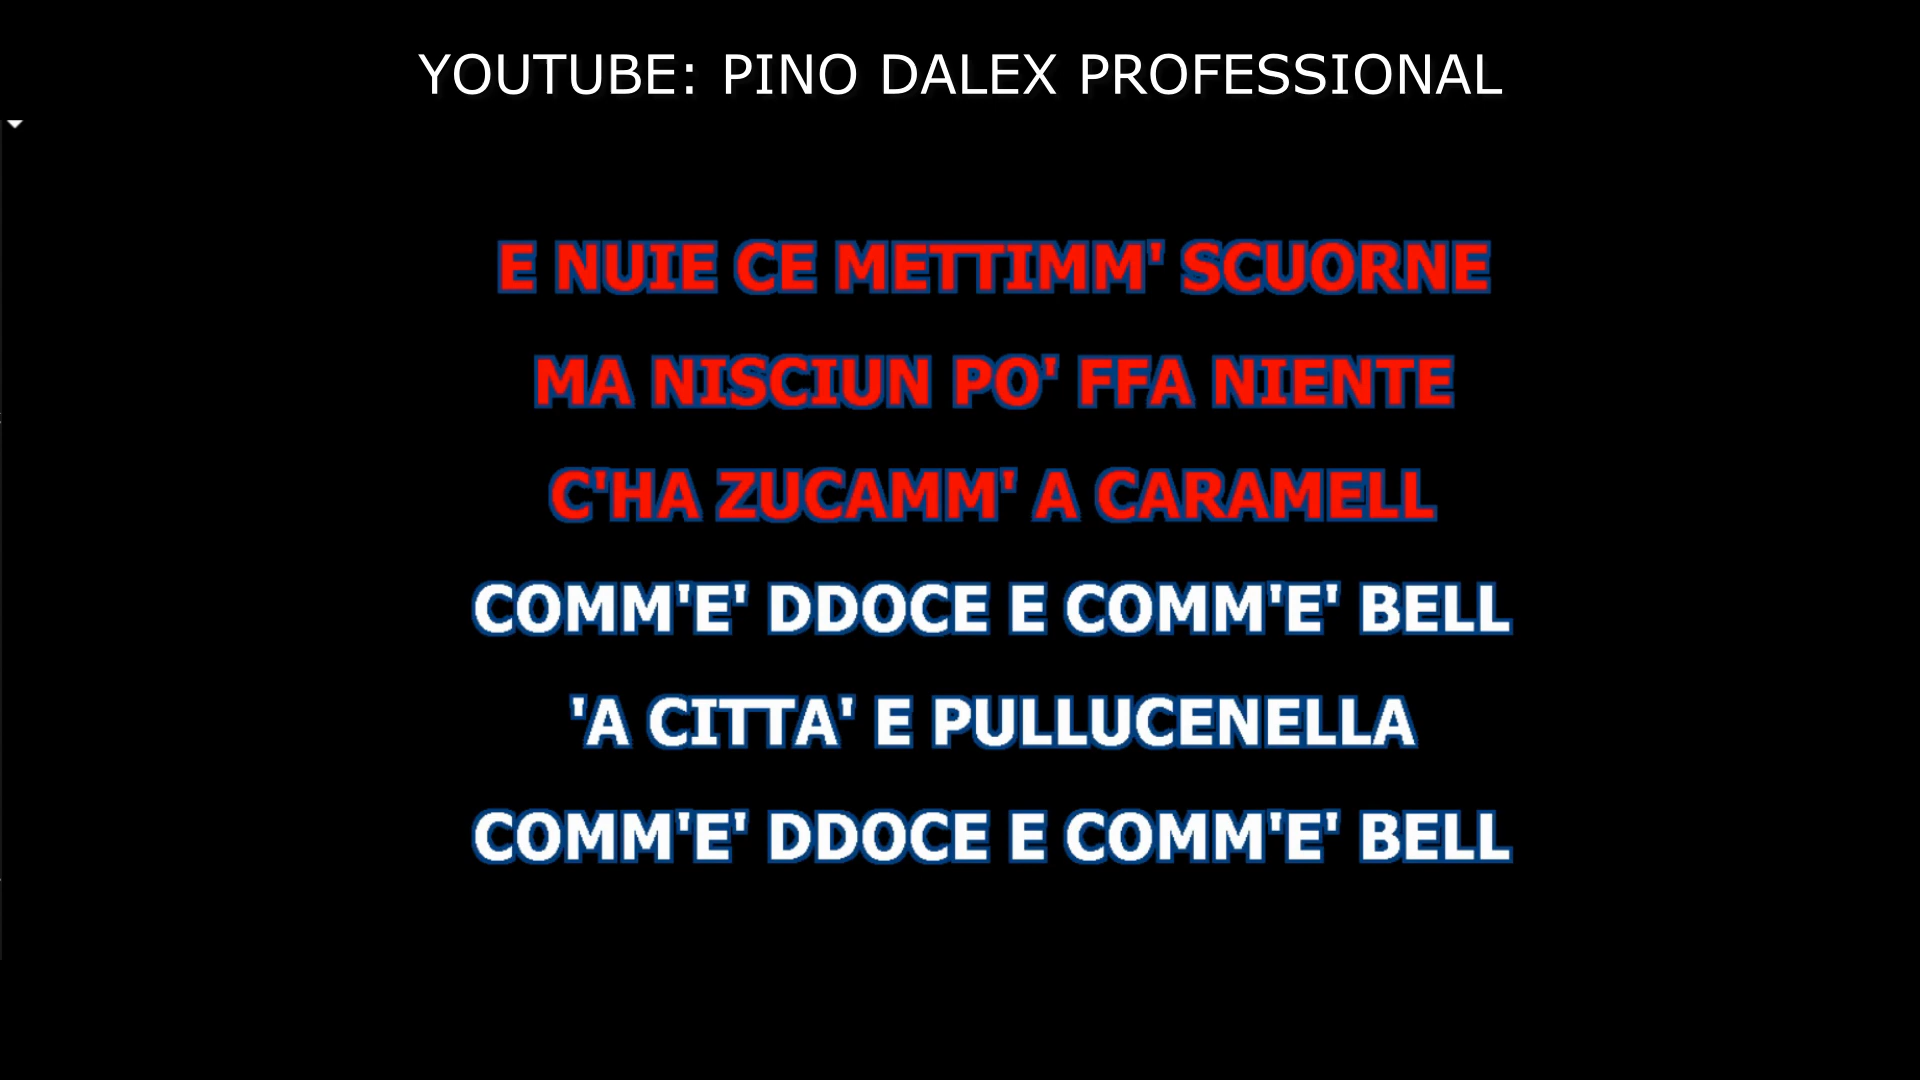 YOUTUBE: PINO DALEX PROFESSIONAL
E NUIE CE METTIMM' SCUORNE
MA NISCIUN PO' FFA NIENTE
C'HA ZUCAMM' A CARAMELL
COMM'E' DDOCE E COMM'E' BELL
'A CITTA' E PULLUCENELLA
COMM'E' DDOCE E COMM'E' BELL